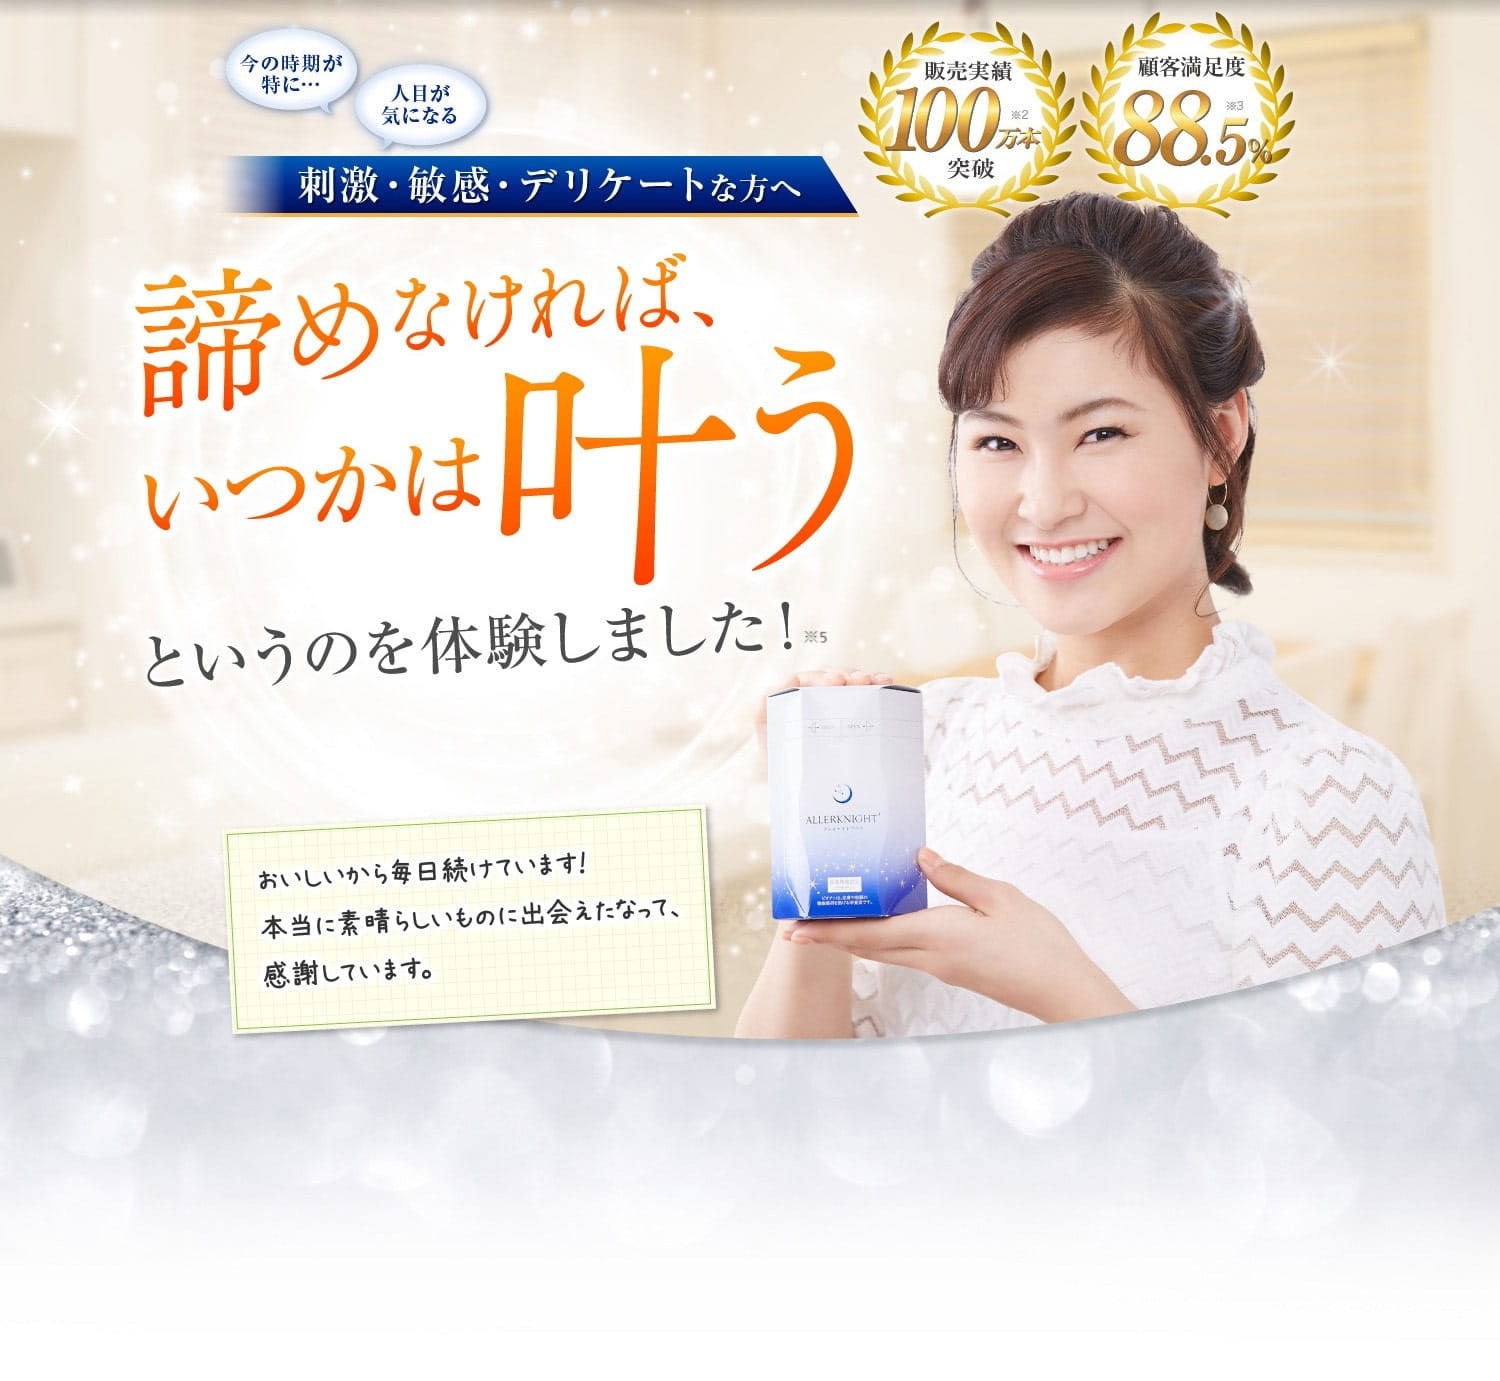 今の時期が
特に…
人目が
気になる
刺激・敏感・デリケートな方へ
販売実績
100万本※2
突破
顧客満足度
88.5%※3
諦めなければ、
いつかは叶う
というのを体験しました!※5
ALLERKNIGHT+
おいしいから毎日続けています!
本当に素晴らしいものに出会えたなって、
感謝しています。